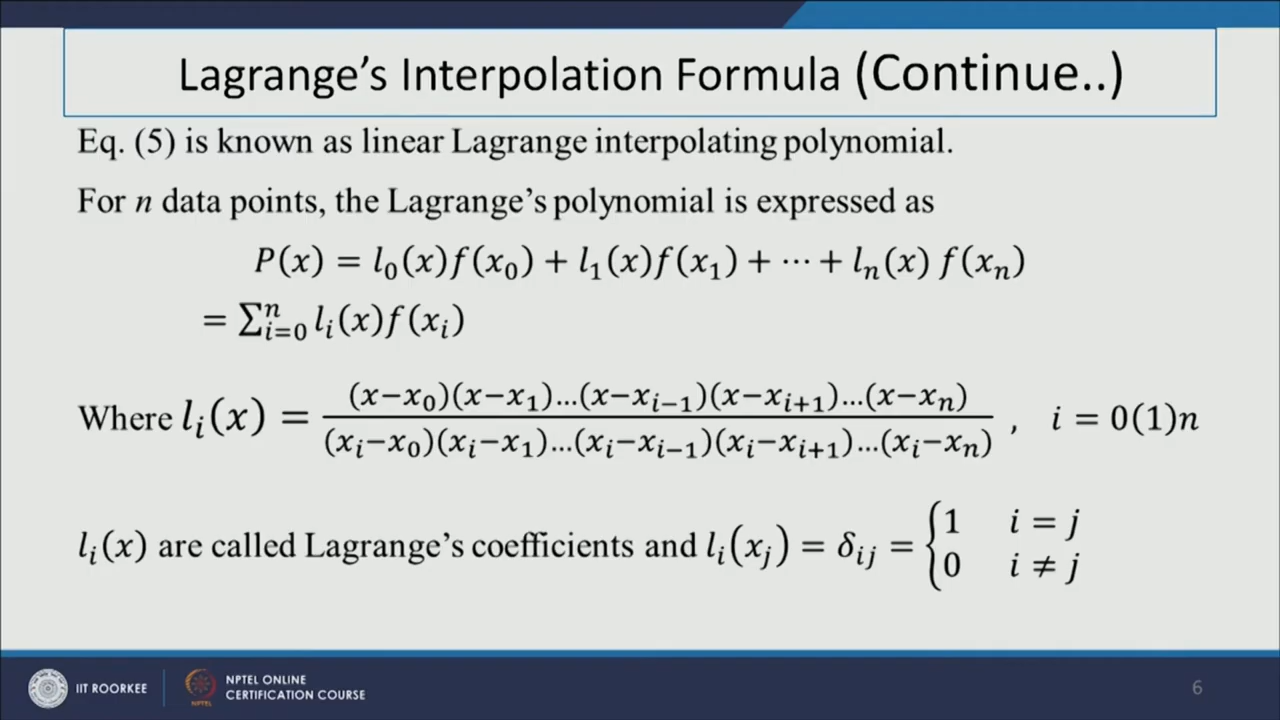 Lagrange's Interpolation Formula (Continue..)
Eq. (5) is known as linear Lagrange interpolating polynomial.
For n data points, the Lagrange's polynomial is expressed as
P(x) = l₀(x)f(x₀) + l₁(x)f(x₁) + ⋯ + lₙ(x) f(xₙ)
= ∑ⁿᵢ₌₀ lᵢ(x)f(xᵢ)
Where lᵢ(x) = (x−x₀)(x−x₁)…(x−xᵢ₋₁)(x−xᵢ₊₁)…(x−xₙ) / (xᵢ−x₀)(xᵢ−x₁)…(xᵢ−xᵢ₋₁)(xᵢ−xᵢ₊₁)…(xᵢ−xₙ) , i = 0(1)n
lᵢ(x) are called Lagrange's coefficients and lᵢ(xⱼ) = δᵢⱼ = {1 i = j
0 i ≠ j
IIT ROORKEE
NPTEL
NPTEL ONLINE
CERTIFICATION COURSE
6